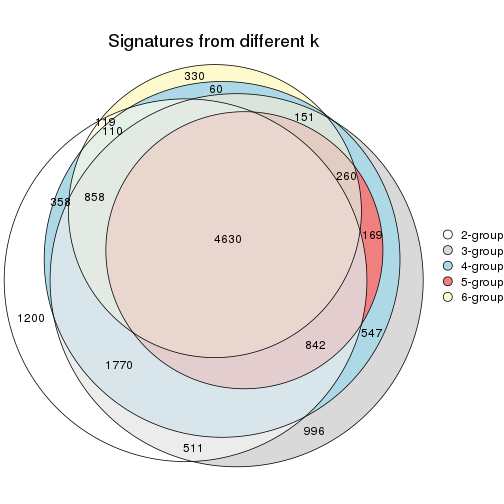 Signatures from different k
330
60
119
110
151
260
358
858
4630
169
1200
842
547
1770
511
996
2-group
3-group
4-group
5-group
6-group